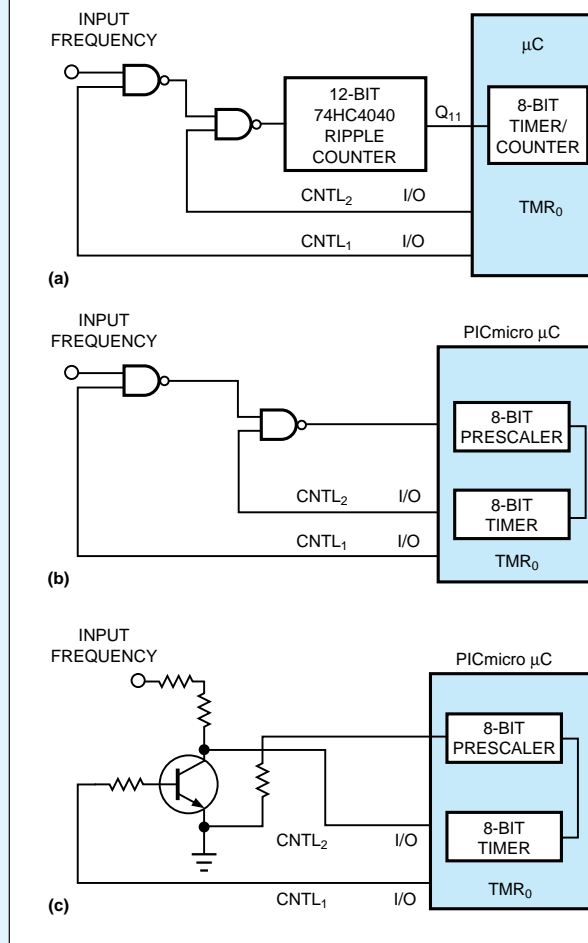 INPUT
FREQUENCY
µC
12-BIT
74HC4040
RIPPLE
COUNTER
Q11
8-BIT
TIMER/
COUNTER
CNTL2 I/O
TMR0
CNTL1 I/O
(a)
INPUT
FREQUENCY
PICmicro µC
8-BIT
PRESCALER
CNTL2 I/O
8-BIT
TIMER
CNTL1 I/O
TMR0
(b)
INPUT
FREQUENCY
PICmicro µC
8-BIT
PRESCALER
CNTL2 I/O
8-BIT
TIMER
CNTL1 I/O
TMR0
(c)